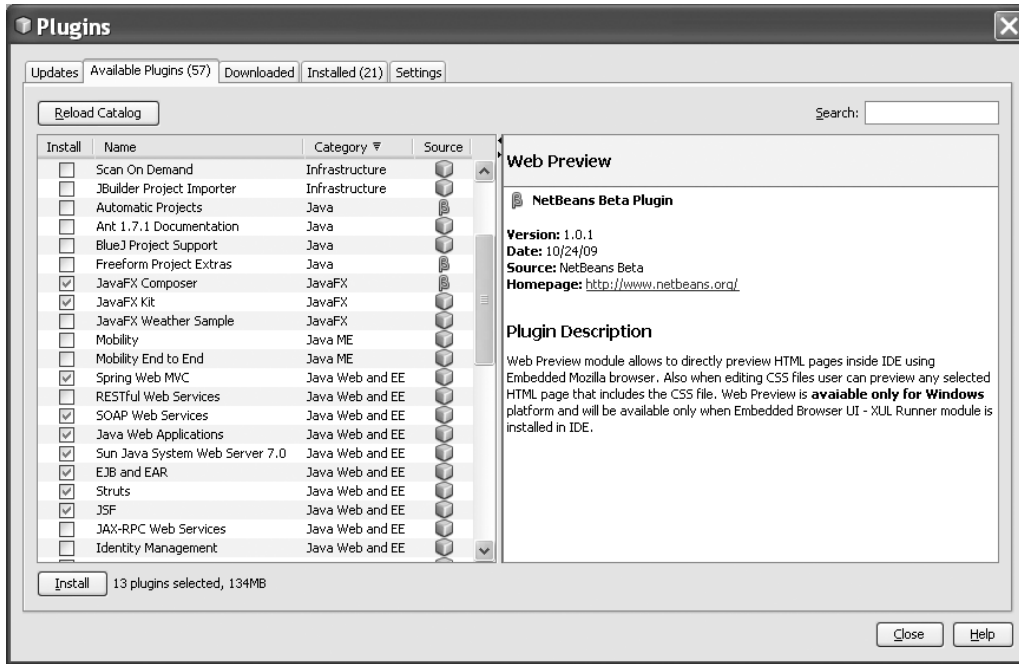 Plugins
Updates Available Plugins (57) Downloaded Installed (21) Settings
Reload Catalog Search:
Install Name Category Source
Scan On Demand Infrastructure
JBuilder Project Importer Infrastructure
Automatic Projects Java
Ant 1.7.1 Documentation Java
BlueJ Project Support Java
Freeform Project Extras Java
JavaFX Composer JavaFX
JavaFX Kit JavaFX
JavaFX Weather Sample JavaFX
Mobility Java ME
Mobility End to End Java ME
Spring Web MVC Java Web and EE
RESTful Web Services Java Web and EE
SOAP Web Services Java Web and EE
Java Web Applications Java Web and EE
Sun Java System Web Server 7.0 Java Web and EE
EJB and EAR Java Web and EE
Struts Java Web and EE
JSF Java Web and EE
JAX-RPC Web Services Java Web and EE
Identity Management Java Web and EE
Web Preview
β NetBeans Beta Plugin
Version: 1.0.1
Date: 10/24/09
Source: NetBeans Beta
Homepage: http://www.netbeans.org/
Plugin Description
Web Preview module allows to directly preview HTML pages inside IDE using
Embedded Mozilla browser. Also when editing CSS files user can preview any selected
HTML page that includes the CSS file. Web Preview is avaiable only for Windows
platform and will be available only when Embedded Browser UI - XUL Runner module is
installed in IDE.
Install 13 plugins selected, 134MB
Close Help